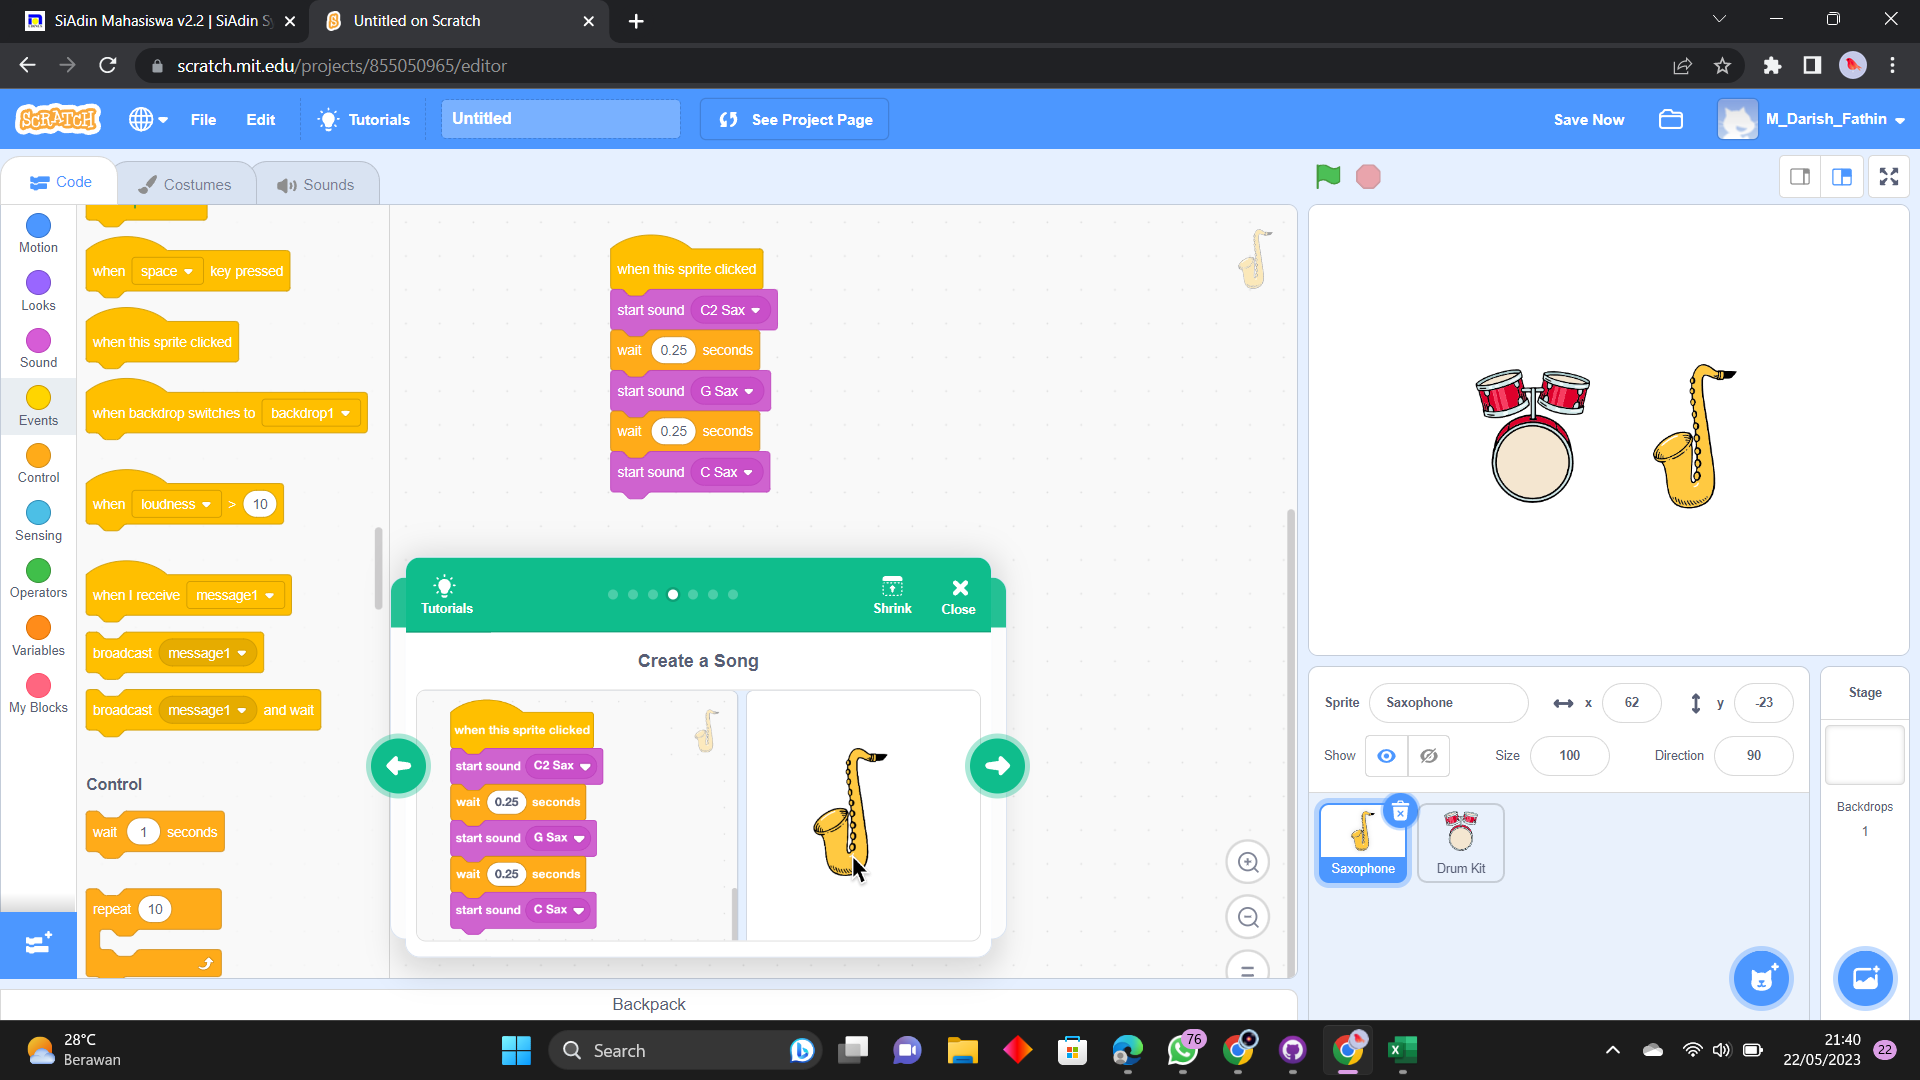 SiAdin Mahasiswa v2.2 | SiAdin S
Untitled on Scratch
scratch.mit.edu/projects/855050965/editor
SCRATCH
File
Edit
Tutorials
Untitled
See Project Page
Save Now
M_Darish_Fathin
Code
Costumes
Sounds
Motion
Looks
Sound
Events
Control
Sensing
Operators
Variables
My Blocks
when space key pressed
when this sprite clicked
when backdrop switches to backdrop1
when loudness > 10
when I receive message1
broadcast message1
broadcast message1 and wait
Control
wait 1 seconds
repeat 10
when this sprite clicked
start sound C2 Sax
wait 0.25 seconds
start sound G Sax
wait 0.25 seconds
start sound C Sax
Tutorials
Shrink
Close
Create a Song
when this sprite clicked
start sound C2 Sax
wait 0.25 seconds
start sound G Sax
wait 0.25 seconds
start sound C Sax
Backpack
Sprite Saxophone x 62 y -23
Show Size 100 Direction 90
Saxophone
Drum Kit
Stage
Backdrops
1
28°C
Berawan
Search
76
21:40
22/05/2023
22